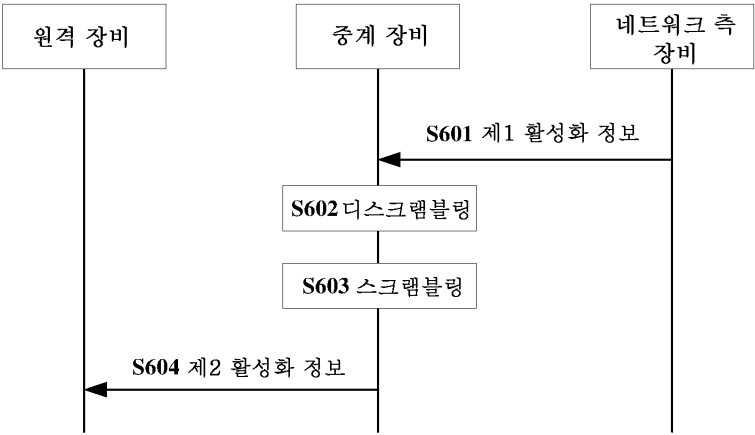 원격 장비
중계 장비
네트워크 측
장비
S601 제1 활성화 정보
S602 디스크램블링
S603 스크램블링
S604 제2 활성화 정보